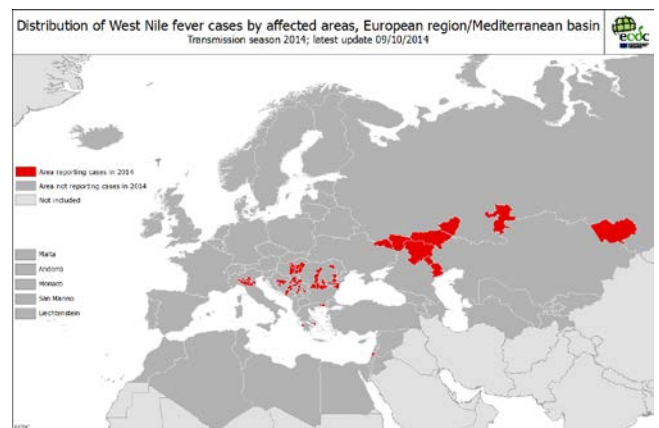 Distribution of West Nile fever cases by affected areas, European region/Mediterranean basin
Transmission season 2014; latest update 09/10/2014
ecdc
Area reporting cases in 2014
Area not reporting cases in 2014
Not included
Malta
Andorra
Monaco
San Marino
Liechtenstein
ECDC